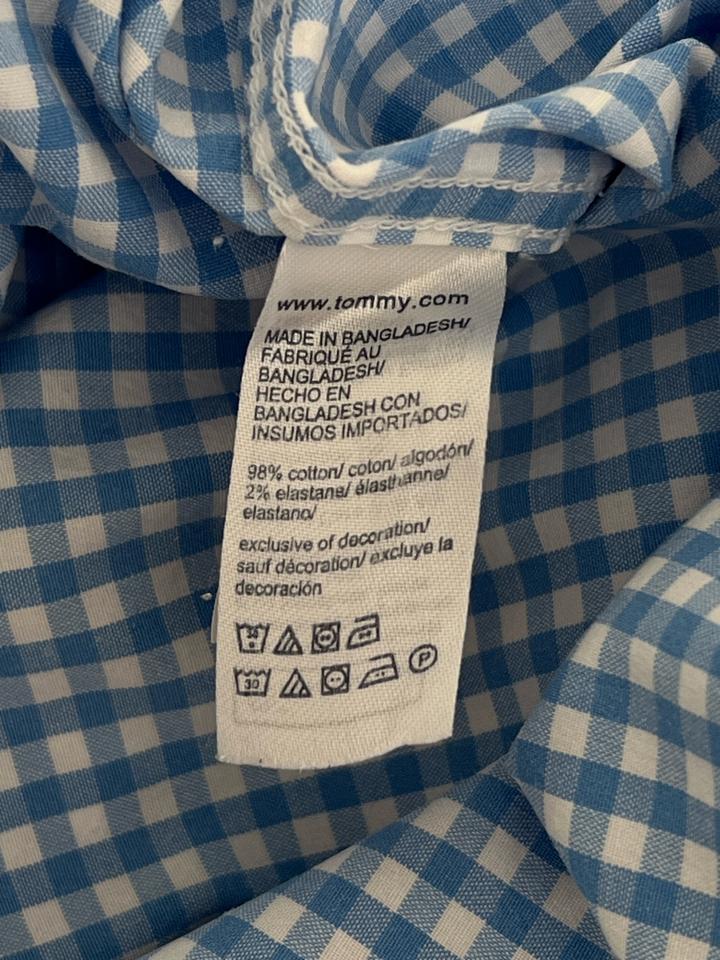 www.tommy.com
MADE IN BANGLADESH/
FABRIQUÉ AU
BANGLADESH/
HECHO EN
BANGLADESH CON
INSUMOS IMPORTADOS/
98% cotton/ coton/ algodón/
2% elastane/ élasthanne/
elastano/
exclusive of decoration/
sauf décoration/ excluye la
decoración
30
P